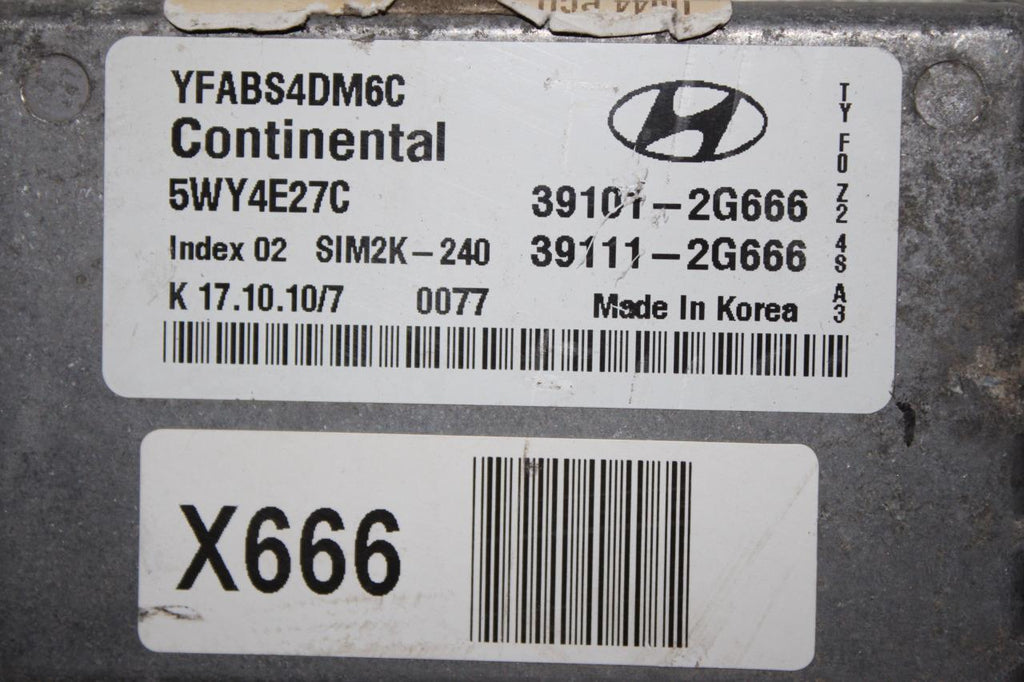 YFABS4DM6C
Continental
5WY4E27C
39101-2G666
Index 02 SIM2K-240
39111-2G666
K 17.10.10/7 0077
Made In Korea
TY F0 Z2 4S A3
X666